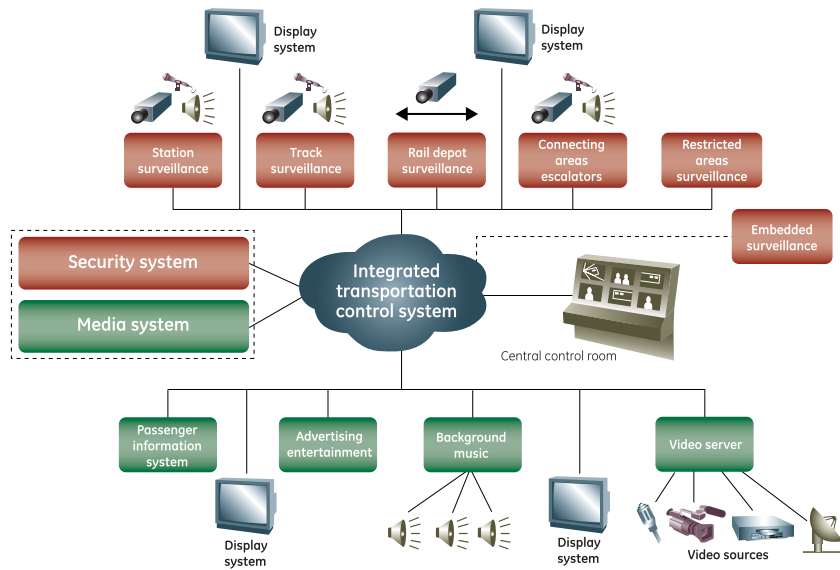 Display
system
Display
system
Station
surveillance
Track
surveillance
Rail depot
surveillance
Connecting
areas
escalators
Restricted
areas
surveillance
Embedded
surveillance
Security system
Media system
Integrated
transportation
control system
Central control room
Passenger
information
system
Advertising
entertainment
Background
music
Video server
Display
system
Display
system
Video sources